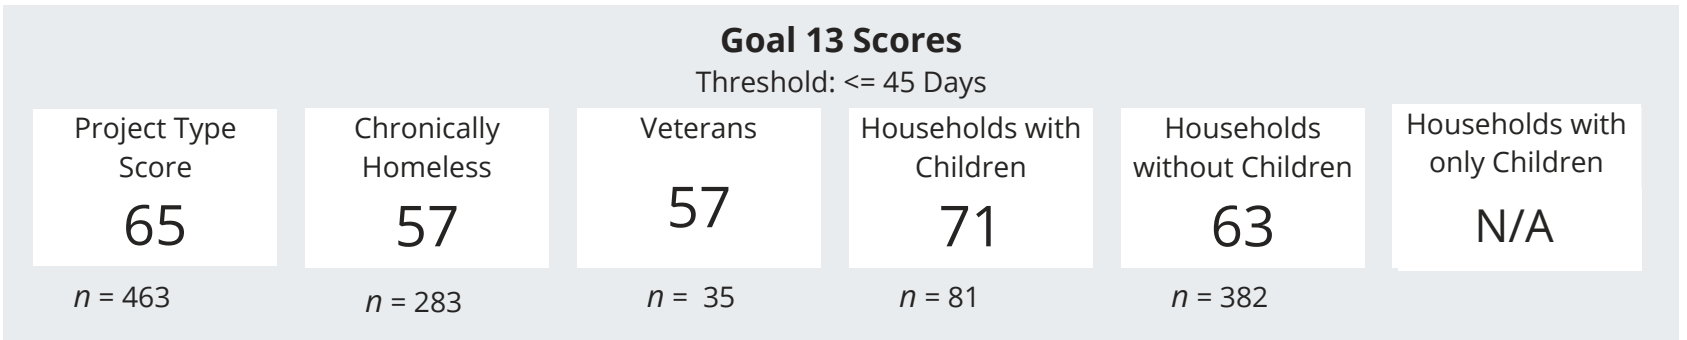 Goal 13 Scores
Threshold: <= 45 Days
Project Type
Score
65
n = 463
Chronically
Homeless
57
n = 283
Veterans
57
n = 35
Households with
Children
71
n = 81
Households
without Children
63
n = 382
Households with
only Children
N/A